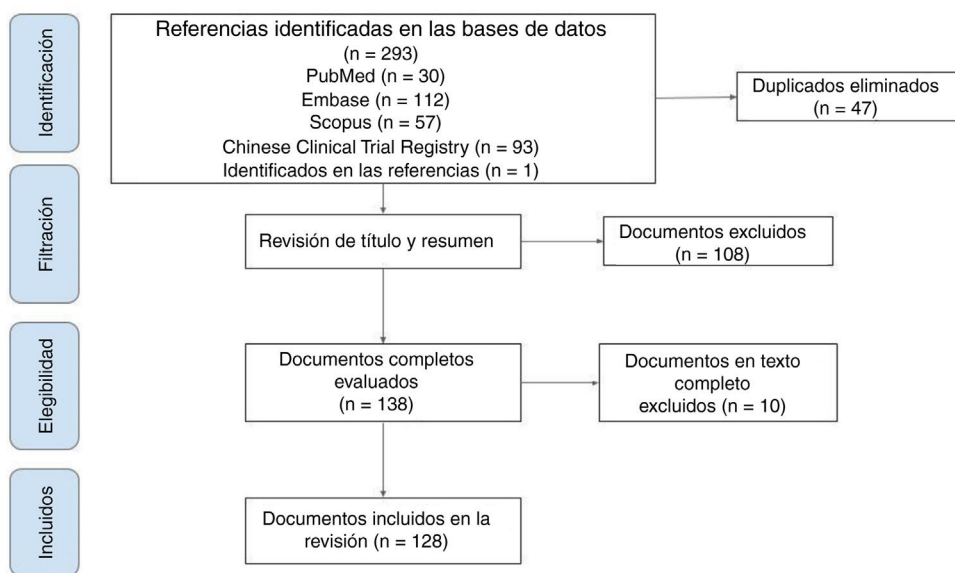 Identificación
Referencias identificadas en las bases de datos
(n = 293)
PubMed (n = 30)
Embase (n = 112)
Scopus (n = 57)
Chinese Clinical Trial Registry (n = 93)
Identificados en las referencias (n = 1)
Duplicados eliminados
(n = 47)
Filtración
Revisión de título y resumen
Documentos excluidos
(n = 108)
Elegibilidad
Documentos completos
evaluados
(n = 138)
Documentos en texto
completo
excluidos (n = 10)
Incluidos
Documentos incluidos en la
revisión (n = 128)